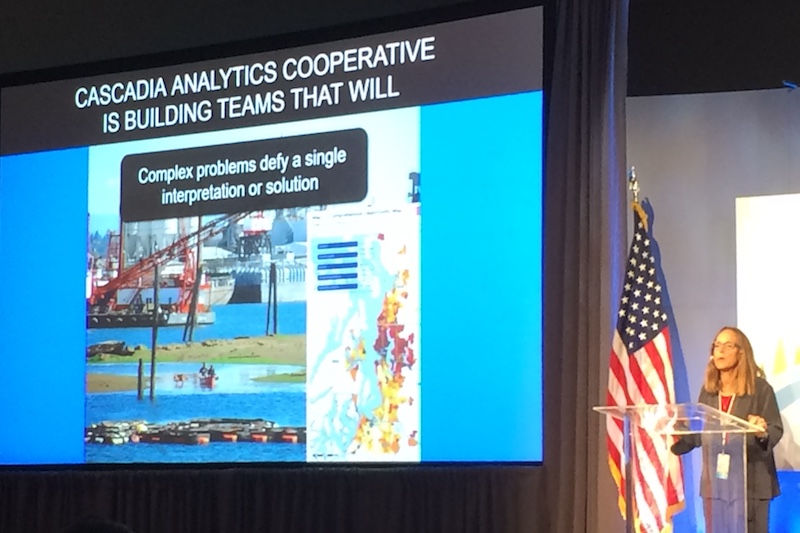 CASCADIA ANALYTICS COOPERATIVE
IS BUILDING TEAMS THAT WILL
Complex problems defy a single
interpretation or solution